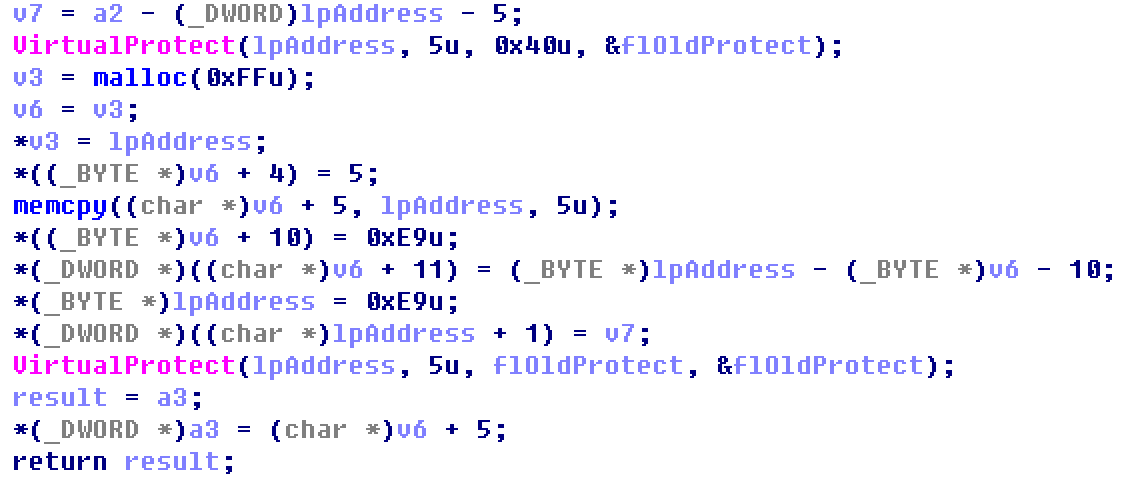 v7 = a2 - (_DWORD)lpAddress - 5;
VirtualProtect(lpAddress, 5u, 0x40u, &flOldProtect);
v3 = malloc(0xFFu);
v6 = v3;
*v3 = lpAddress;
*((_BYTE *)v6 + 4) = 5;
memcpy((char *)v6 + 5, lpAddress, 5u);
*((_BYTE *)v6 + 10) = 0xE9u;
*(_DWORD *)((char *)v6 + 11) = (_BYTE *)lpAddress - (_BYTE *)v6 - 10;
*(_BYTE *)lpAddress = 0xE9u;
*(_DWORD *)((char *)lpAddress + 1) = v7;
VirtualProtect(lpAddress, 5u, flOldProtect, &flOldProtect);
result = a3;
*(_DWORD *)a3 = (char *)v6 + 5;
return result;